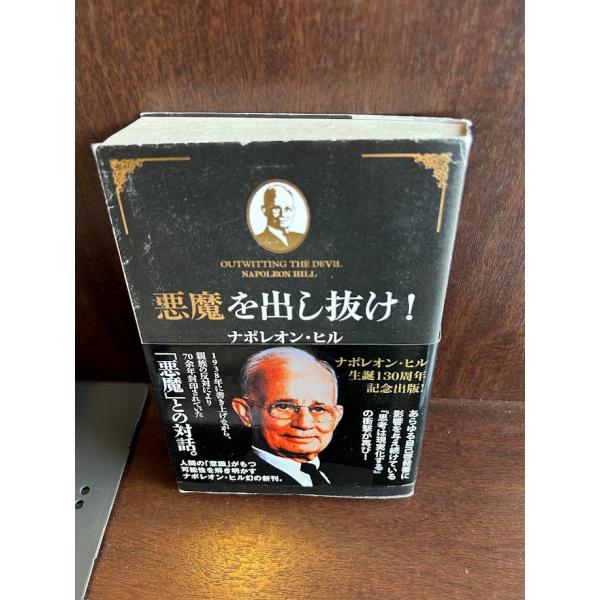 OUTWITTING THE DEVIL
NAPOLEON HILL
悪魔を出し抜け!
ナポレオン・ヒル
ナポレオン・ヒル
生誕130周年
記念出版!
あらゆる自己啓発書に
影響を与え続けている
『思考は現実化する』
の衝撃が再び!
1938年に書き上げながら、
親族の反対により
70余年封印されていた
「悪魔」との対話。
人間の「意識」がもつ
可能性を解き明かす
ナポレオン・ヒル幻の新刊。